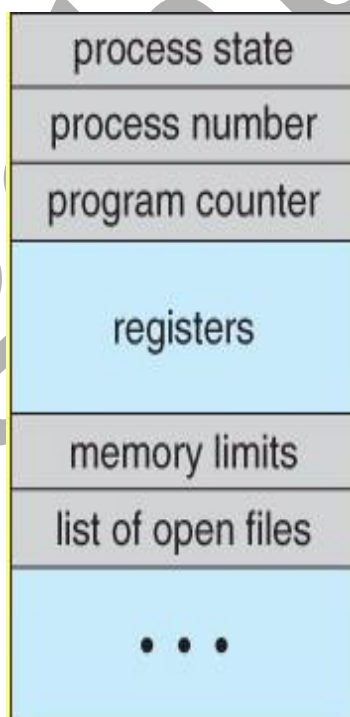 process state
process number
program counter
registers
memory limits
list of open files
• • •